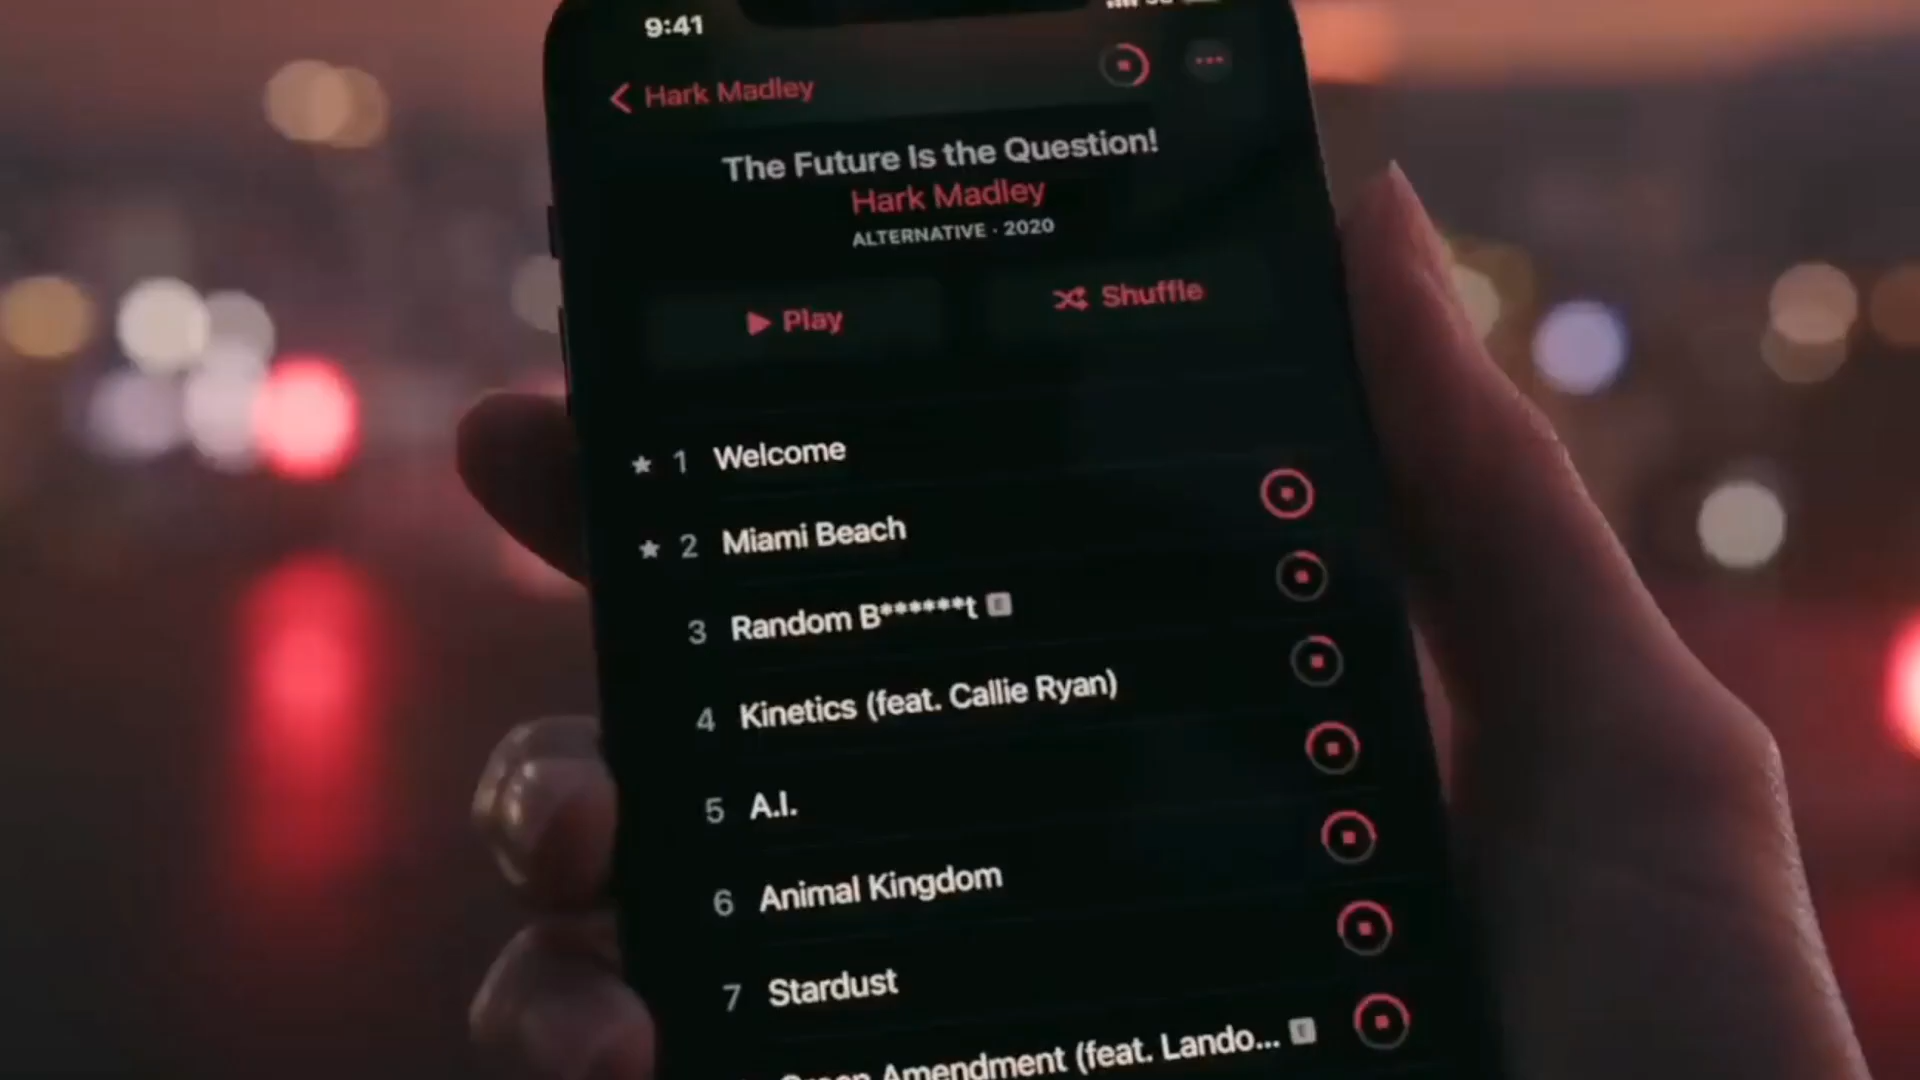 9:41
Hark Madley
The Future Is the Question!
Hark Madley
ALTERNATIVE · 2020
Play
Shuffle
1 Welcome
2 Miami Beach
3 Random B******t E
4 Kinetics (feat. Callie Ryan)
5 A.I.
6 Animal Kingdom
7 Stardust
Amendment (feat. Lando... E